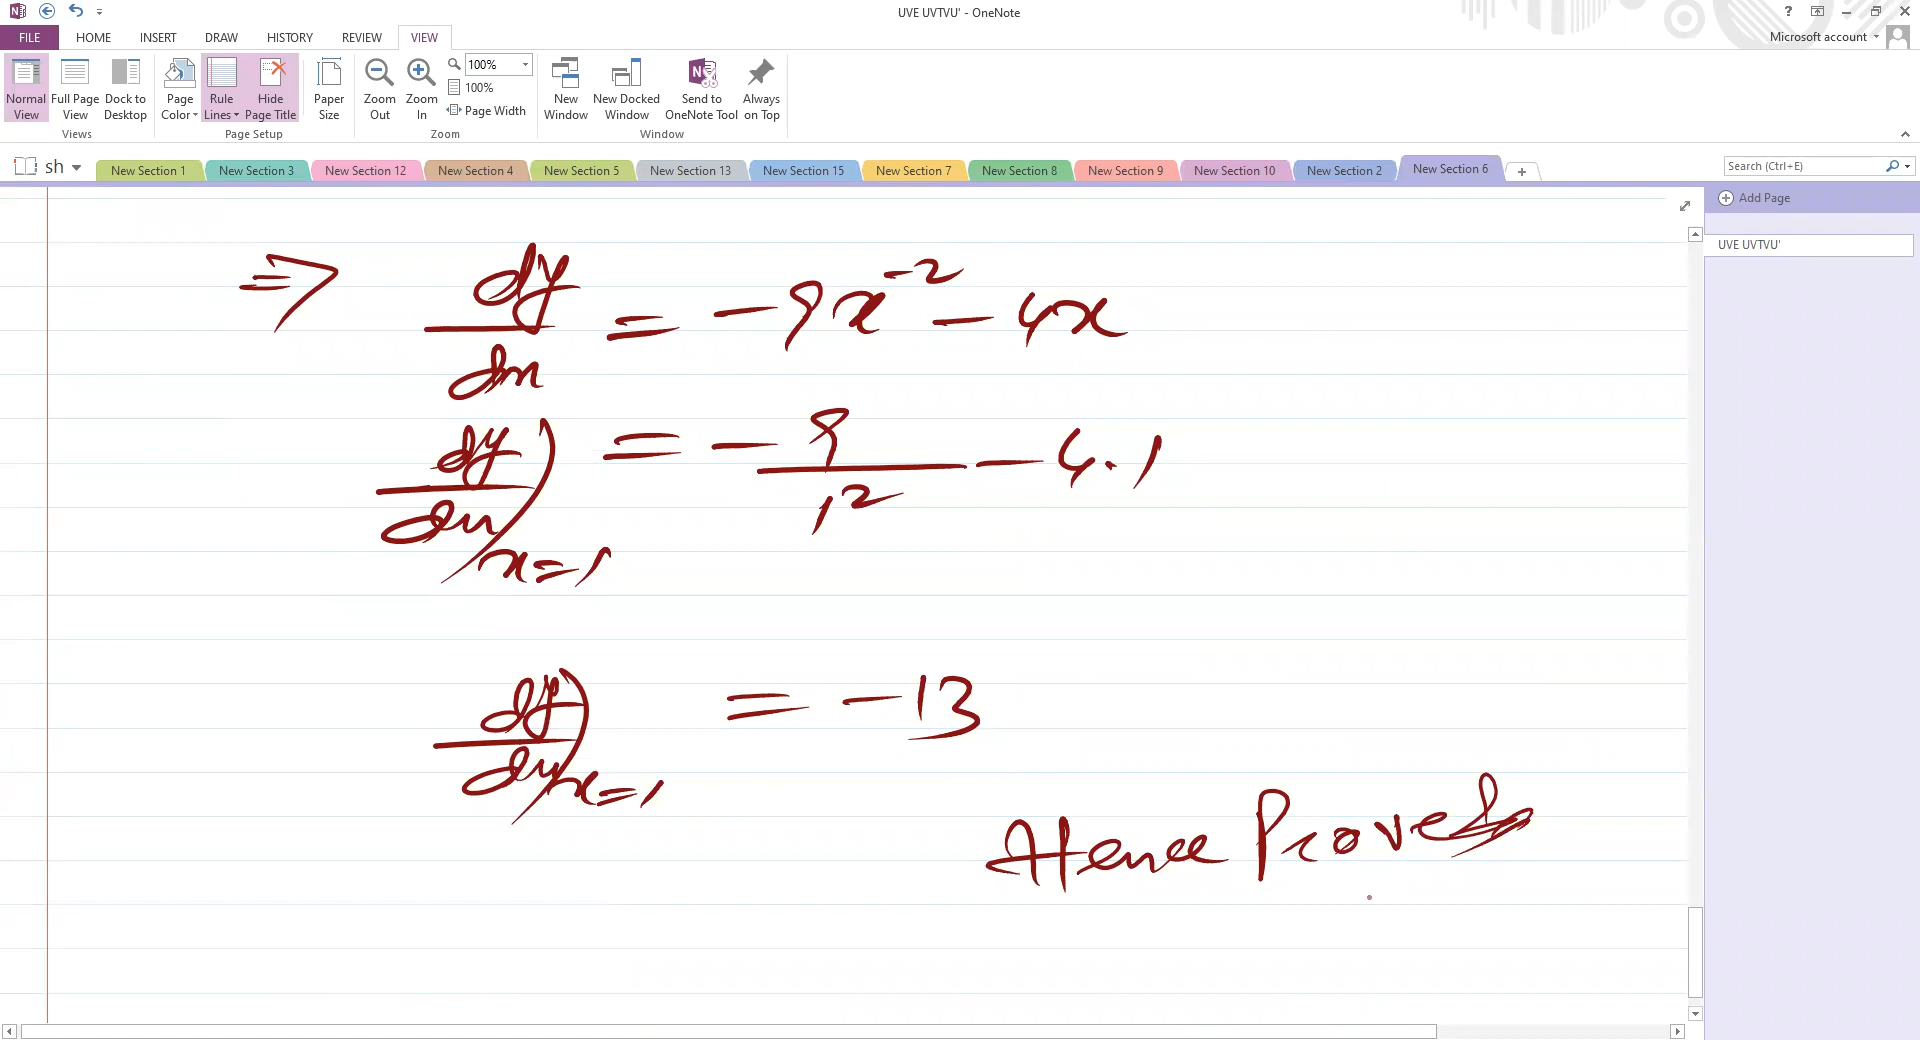 UVE UVTVU' - OneNote
FILE HOME INSERT DRAW HISTORY REVIEW VIEW
Microsoft account
Normal View
Full Page View
Dock to Desktop
Views
Page Color
Rule Lines
Hide Page Title
Paper Size
Page Setup
Zoom Out
Zoom In
100%
100%
Page Width
Zoom
New Window
New Docked Window
Send to OneNote Tool
Always on Top
Window
sh
New Section 1 New Section 3 New Section 12 New Section 4 New Section 5 New Section 13 New Section 15 New Section 7 New Section 8 New Section 9 New Section 10 New Section 2 New Section 6
Search (Ctrl+E)
Add Page
UVE UVTVU'
⇒ dy/dx = -9x^-2 - 4x
dy/dx)x=1 = -9/1^2 - 4.1
dy/dx)x=1 = -13
Hence Proved